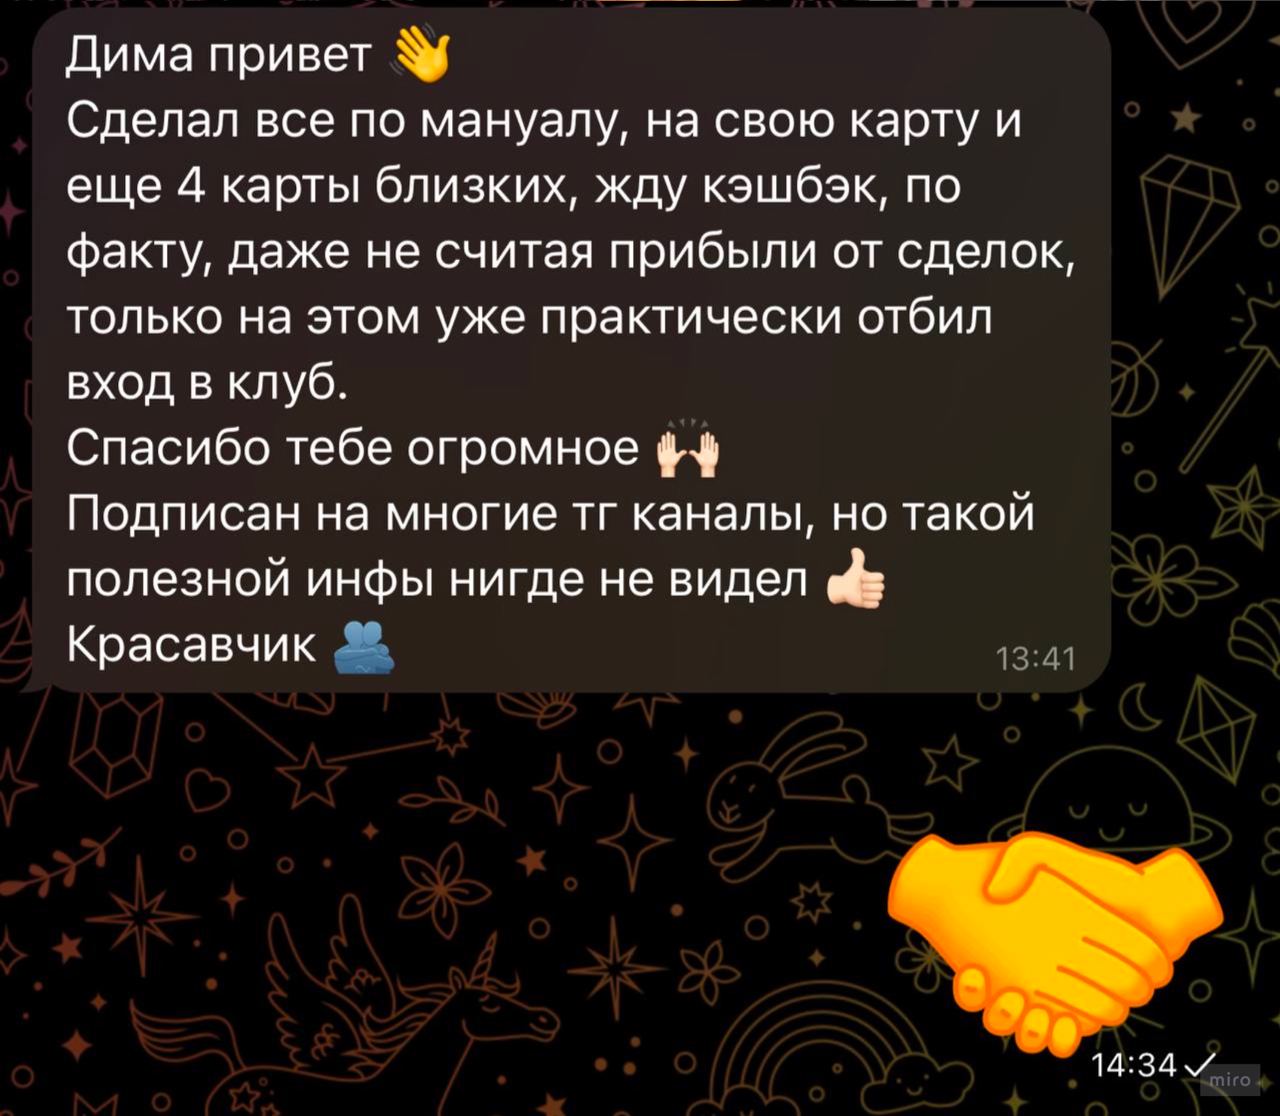 Дима привет 👋
Сделал все по мануалу, на свою карту и
еще 4 карты близких, жду кэшбэк, по
факту, даже не считая прибыли от сделок,
только на этом уже практически отбил
вход в клуб.
Спасибо тебе огромное 🙌🏻
Подписан на многие тг каналы, но такой
полезной инфы нигде не видел 👍🏻
Красавчик 🫂
13:41
14:34
miro